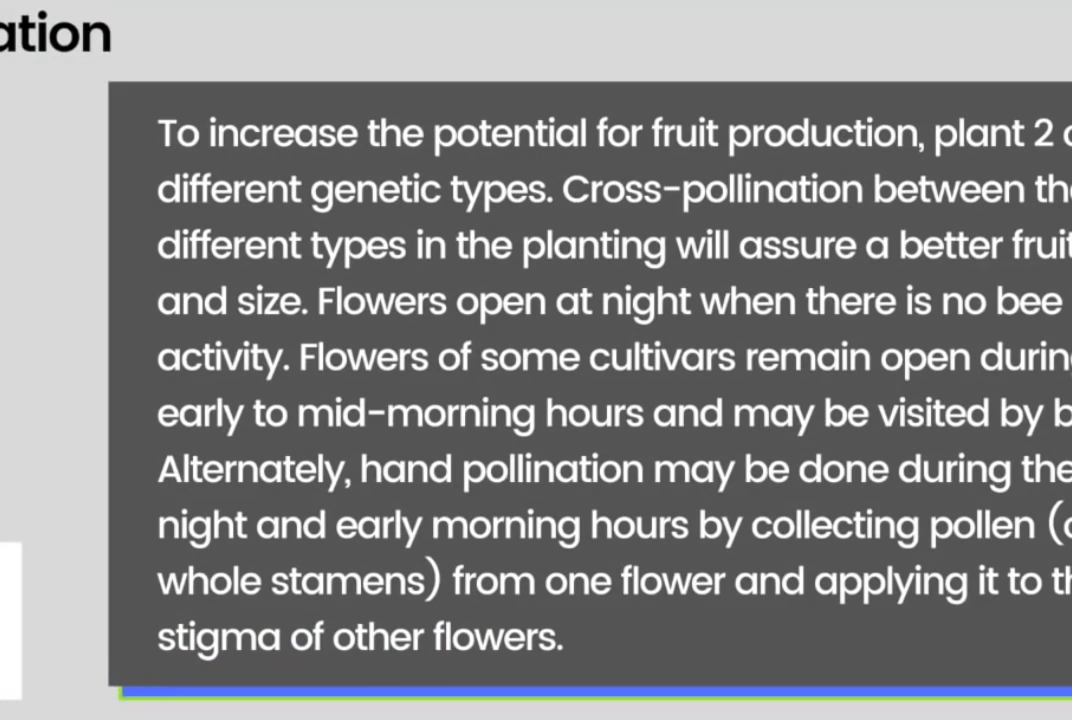 ation
To increase the potential for fruit production, plant 2
different genetic types. Cross-pollination between
different types in the planting will assure a better fruit
and size. Flowers open at night when there is no bee
activity. Flowers of some cultivars remain open durin
early to mid-morning hours and may be visited by b
Alternately, hand pollination may be done during the
night and early morning hours by collecting pollen (
whole stamens) from one flower and applying it to
stigma of other flowers.